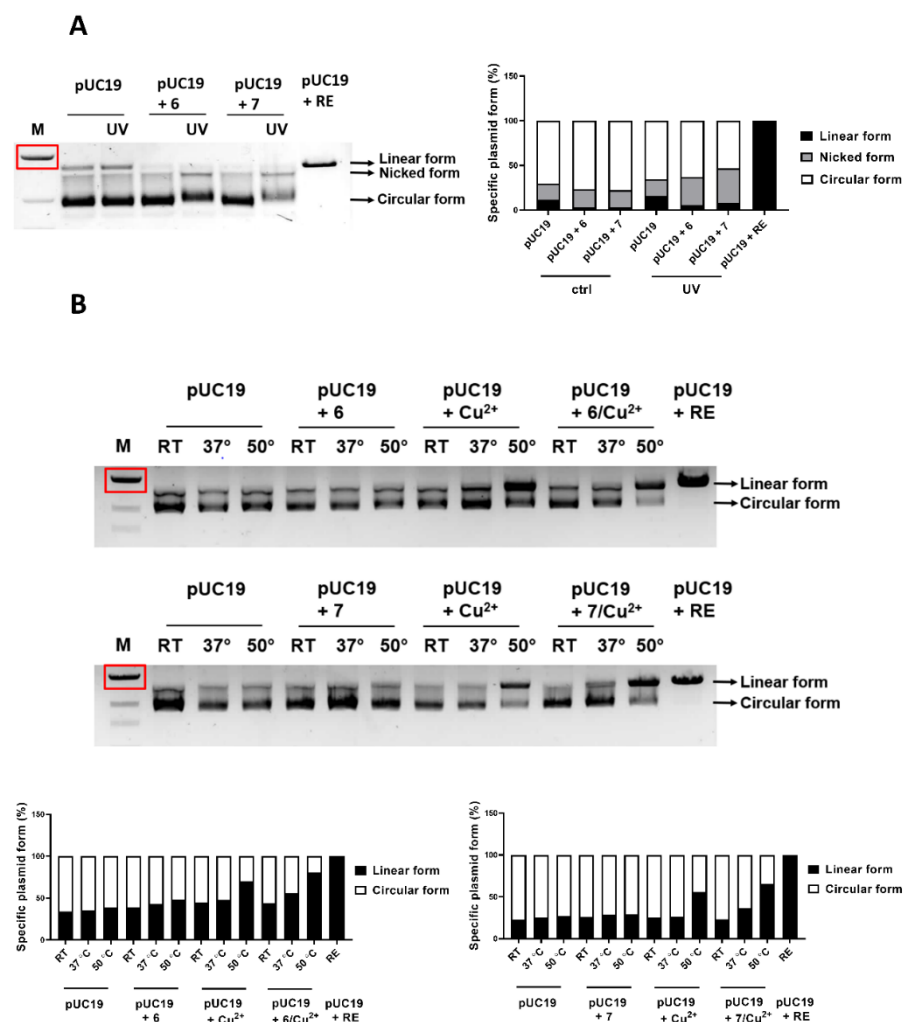 A
pUC19
pUC19
+ 6
pUC19
+ 7
pUC19
+ RE
M
UV
UV
UV
Linear form
Nicked form
Circular form
Specific plasmid form (%)
150
100
50
0
Linear form
Nicked form
Circular form
pUC19
pUC19 + 6
pUC19 + 7
pUC19
pUC19 + 6
pUC19 + 7
pUC19 + RE
ctrl
UV
B
pUC19
pUC19
+ 6
pUC19
+ Cu²⁺
pUC19
+ 6/Cu²⁺
pUC19
+ RE
M RT 37° 50° RT 37° 50° RT 37° 50° RT 37° 50°
Linear form
Circular form
pUC19
pUC19
+ 7
pUC19
+ Cu²⁺
pUC19
+ 7/Cu²⁺
pUC19
+ RE
M RT 37° 50° RT 37° 50° RT 37° 50° RT 37° 50°
Linear form
Circular form
Specific plasmid form (%)
150
100
50
0
Linear form
Circular form
RT 37 °C 50 °C RT 37 °C 50 °C RT 37 °C 50 °C RT 37 °C 50 °C RE
pUC19
pUC19
+ 6
pUC19
+ Cu²⁺
pUC19
+ 6/Cu²⁺
pUC19
+ RE
Specific plasmid form (%)
150
100
50
0
Linear form
Circular form
RT 37 °C 50 °C RT 37 °C 50 °C RT 37 °C 50 °C RT 37 °C 50 °C RE
pUC19
pUC19
+ 7
pUC19
+ Cu²⁺
pUC19
+ 7/Cu²⁺
pUC19
+ RE